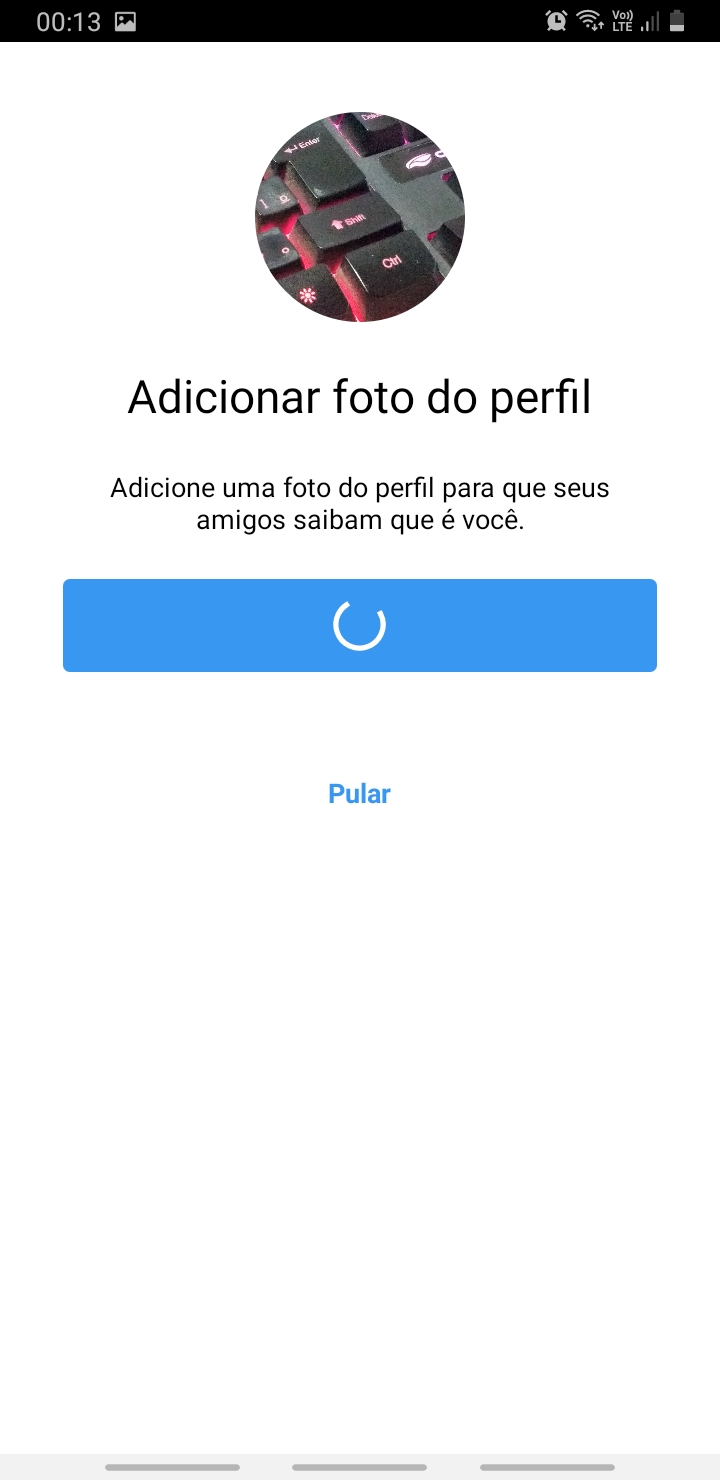 00:13
Vo))
LTE
Enter
Shift
Ctrl
Adicionar foto do perfil
Adicione uma foto do perfil para que seus
amigos saibam que é você.
Pular